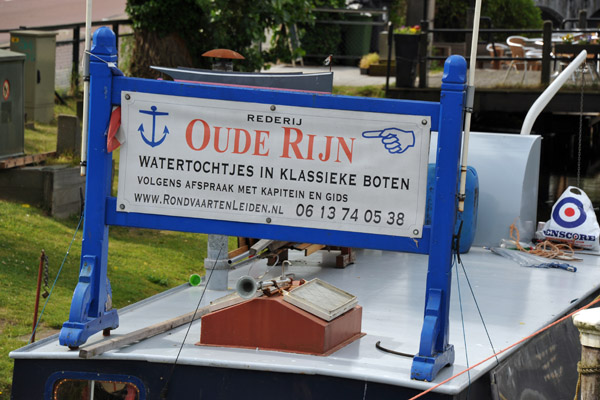 REDERIJ
OUDE RIJN
WATERTOCHTJES IN KLASSIEKE BOTEN
VOLGENS AFSPRAAK MET KAPITEIN EN GIDS
WWW.RONDVAARTENLEIDEN.NL 06 13 74 05 38
ENSCORE